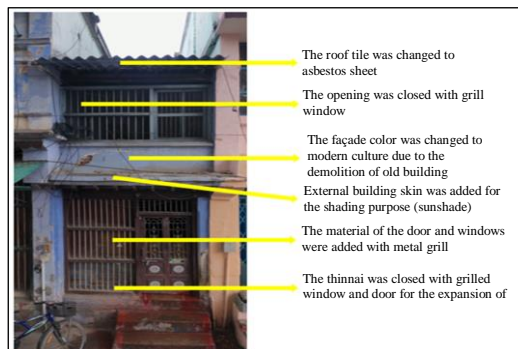 The roof tile was changed to
asbestos sheet
The opening was closed with grill
window
The façade color was changed to
modern culture due to the
demolition of old building
External building skin was added for
the shading purpose (sunshade)
The material of the door and windows
were added with metal grill
The thinnai was closed with grilled
window and door for the expansion of